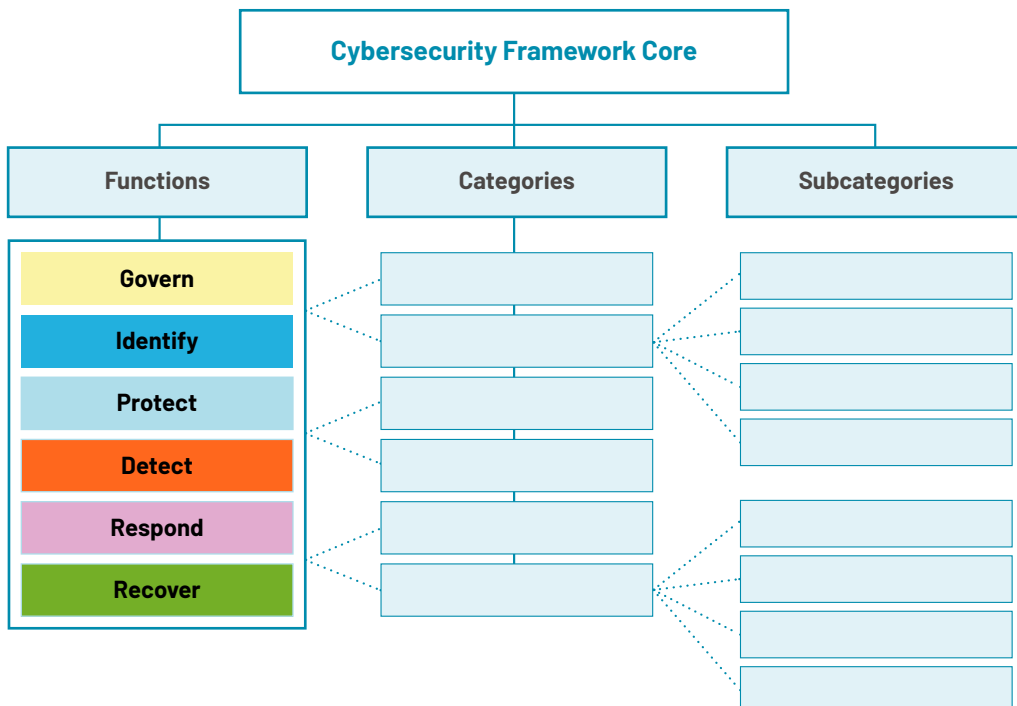 Cybersecurity Framework Core
Functions
Categories
Subcategories
Govern
Identify
Protect
Detect
Respond
Recover